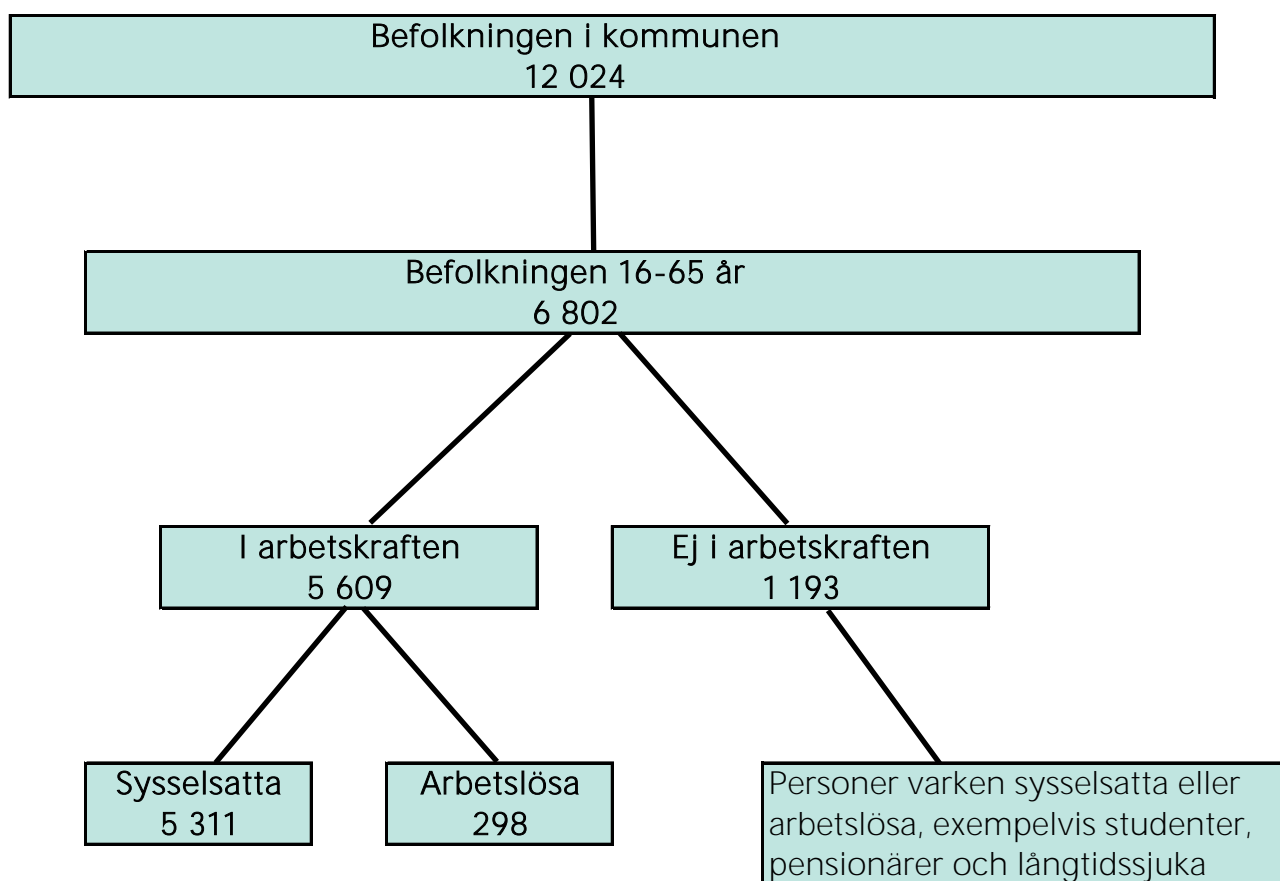 Befolkningen i kommunen
12 024
Befolkningen 16-65 år
6 802
I arbetskraften
5 609
Ej i arbetskraften
1 193
Sysselsatta
5 311
Arbetslösa
298
Personer varken sysselsatta eller
arbetslösa, exempelvis studenter,
pensionärer och långtidssjuka